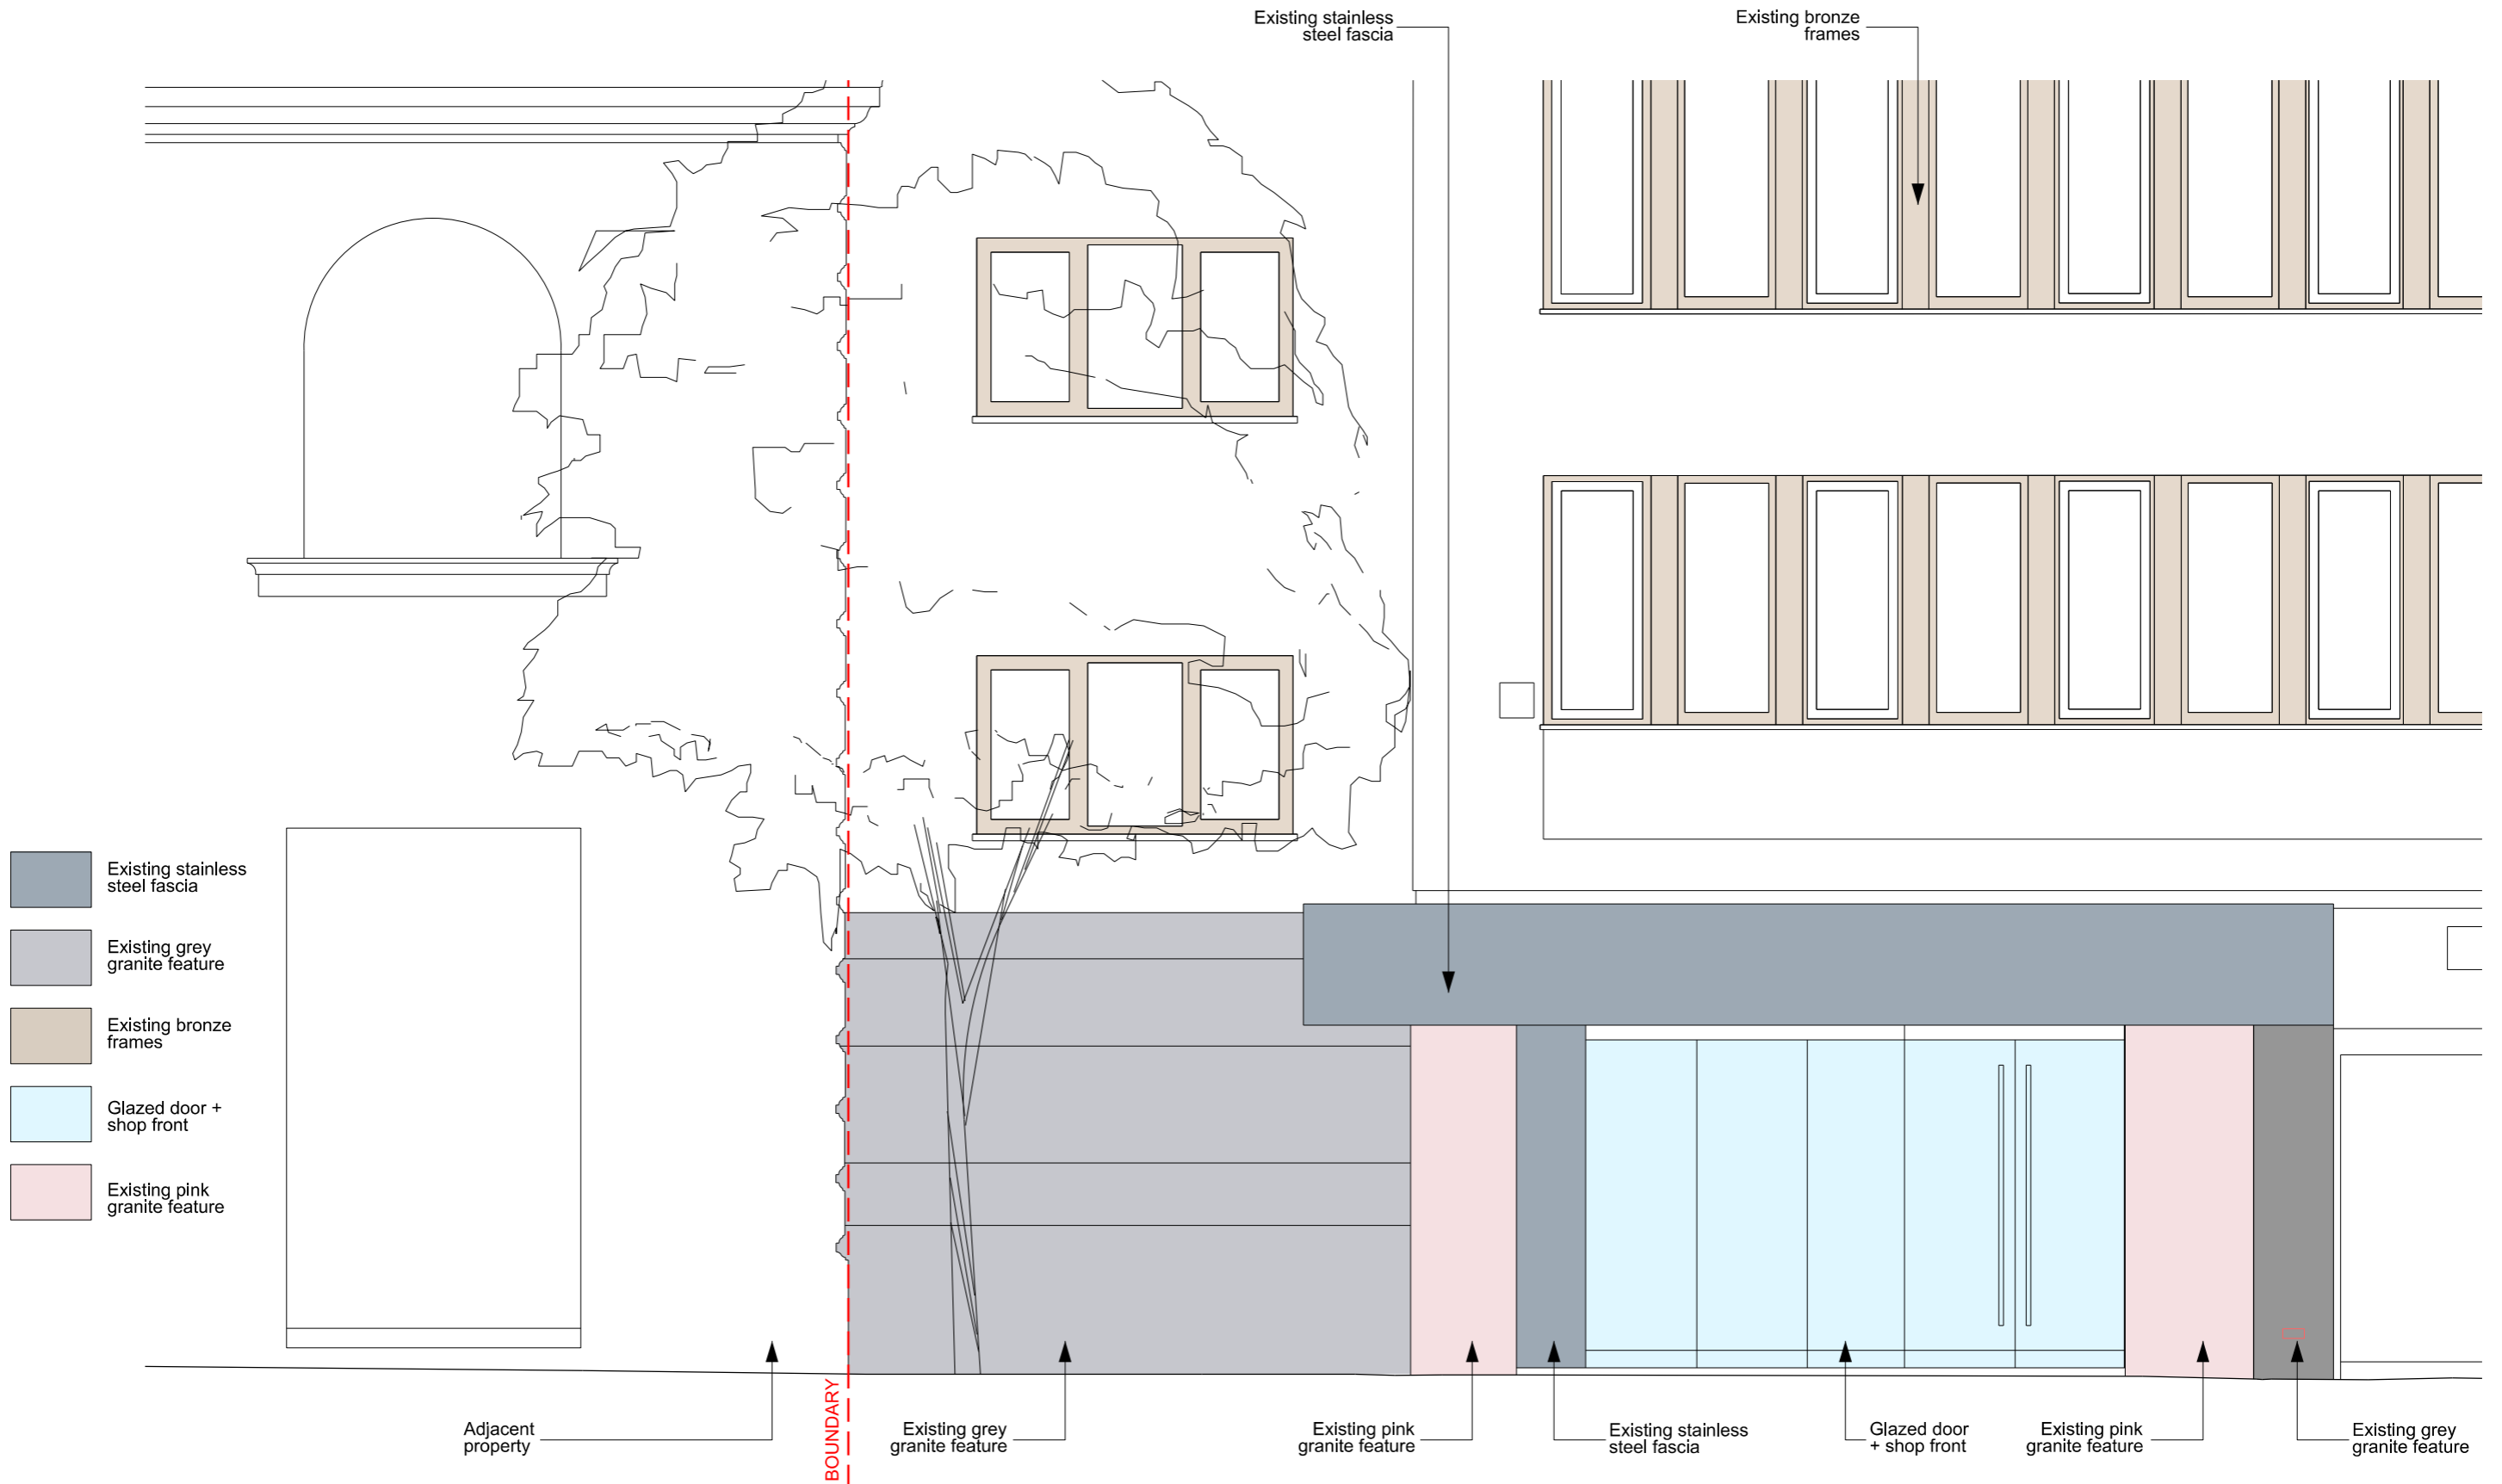 Existing stainless
steel fascia
Existing bronze
frames
Existing stainless
steel fascia
Existing grey
granite feature
Existing bronze
frames
Glazed door +
shop front
Existing pink
granite feature
Adjacent
property
BOUNDARY
Existing grey
granite feature
Existing pink
granite feature
Existing stainless
steel fascia
Glazed door
+ shop front
Existing pink
granite feature
Existing grey
granite feature